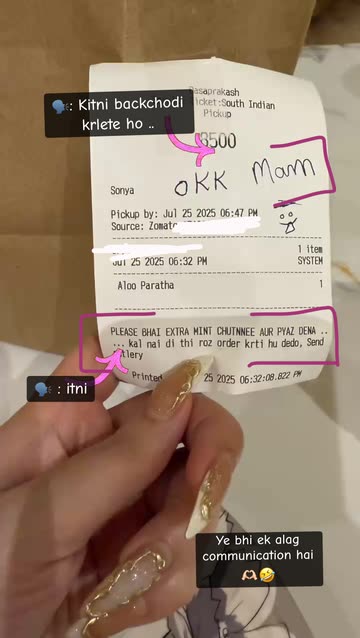 Dasaprakash
icket:South Indian
Pickup
🗣️: Kitni backchodi
krlete ho ..
8500
OKK Mam
Sonya
Pickup by: Jul 25 2025 06:47 PM
Source: Zomato
1 item
Jul 25 2025 06:32 PM SYSTEM
Aloo Paratha 1
PLEASE BHAI EXTRA MINT CHUTNNEE AUR PYAZ DENA ..
... kal nai di thi roz order krti hu dedo, Send
tlery
🗣️: itni
Printed 25 2025 06:32:08.822 PM
Ye bhi ek alag
communication hai
🫶🏻🤣